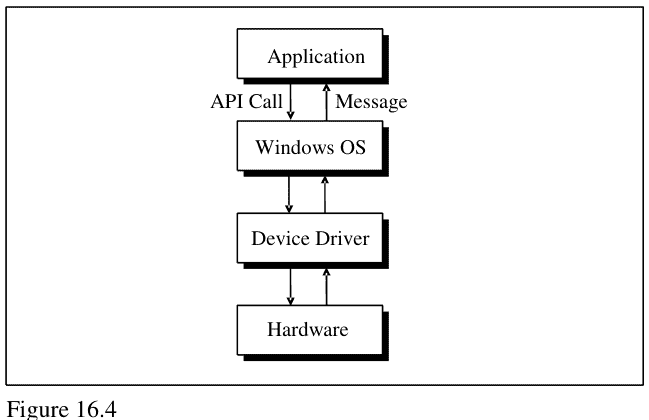 Application
API Call Message
Windows OS
Device Driver
Hardware
Figure 16.4